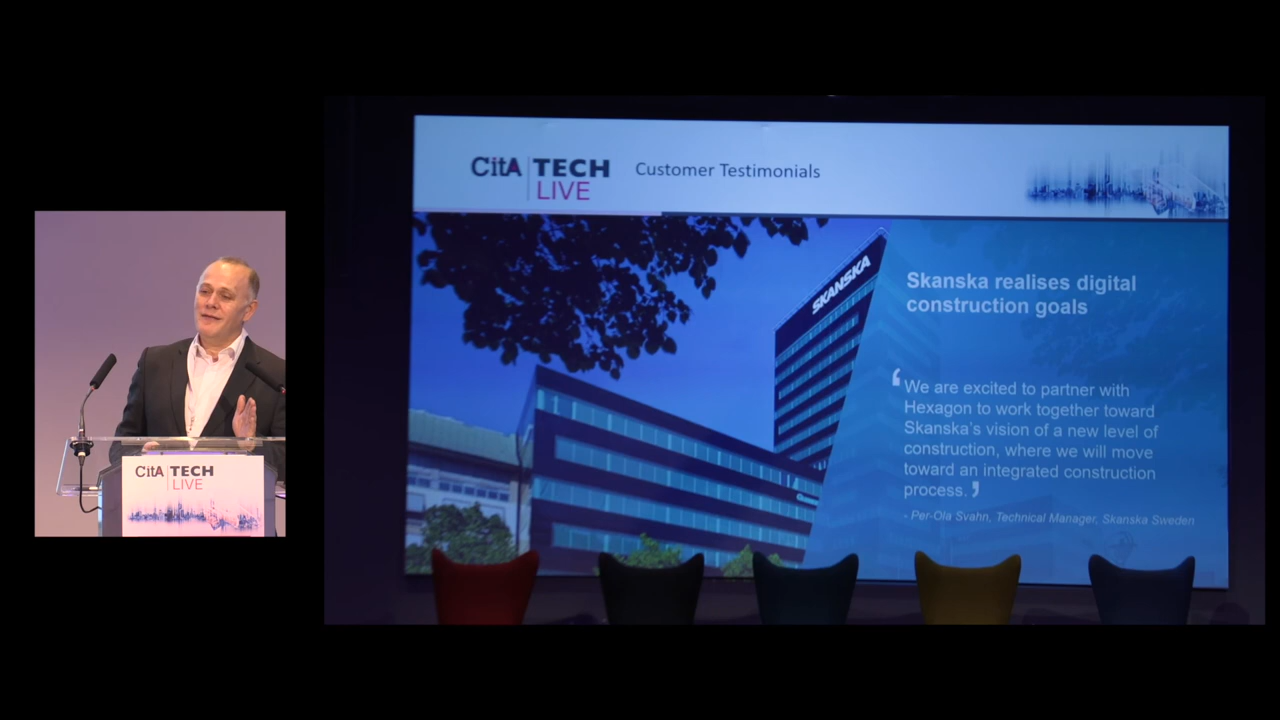 CitA TECH
LIVE
CitA TECH
LIVE
Customer Testimonials
SKANSKA
Skanska realises digital
construction goals
‘We are excited to partner with
Hexagon to work together toward
Skanska's vision of a new level of
construction, where we will move
toward an integrated construction
process.’
- Per-Ola Svahn, Technical Manager, Skanska Sweden